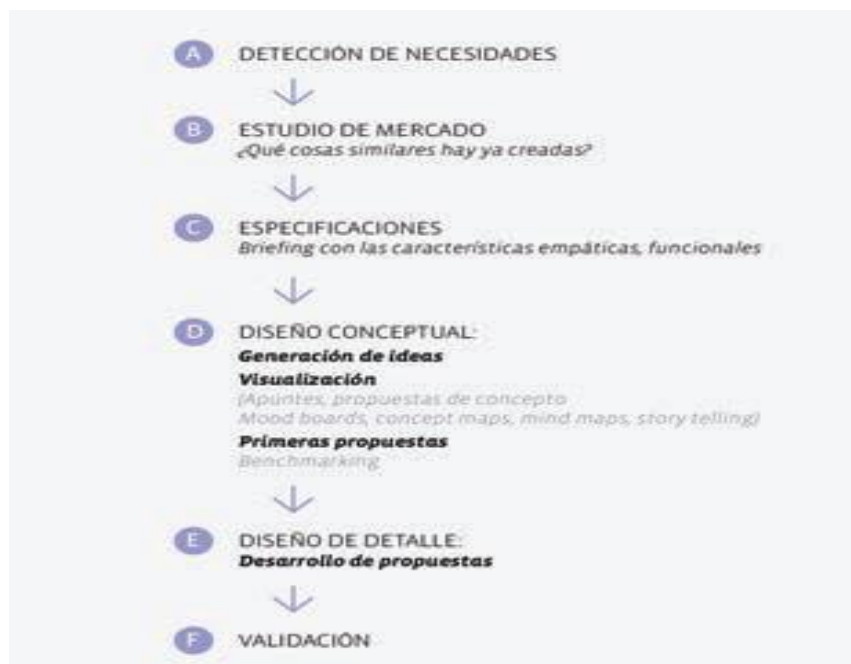 A DETECCIÓN DE NECESIDADES
B ESTUDIO DE MERCADO
¿Qué cosas similares hay ya creadas?
C ESPECIFICACIONES
Briefing con las características empáticas, funcionales
D DISEÑO CONCEPTUAL:
Generación de ideas
Visualización
(Apuntes, propuestas de concepto
Mood boards, concept maps, mind maps, story telling)
Primeras propuestas
Benchmarking
E DISEÑO DE DETALLE:
Desarrollo de propuestas
F VALIDACIÓN